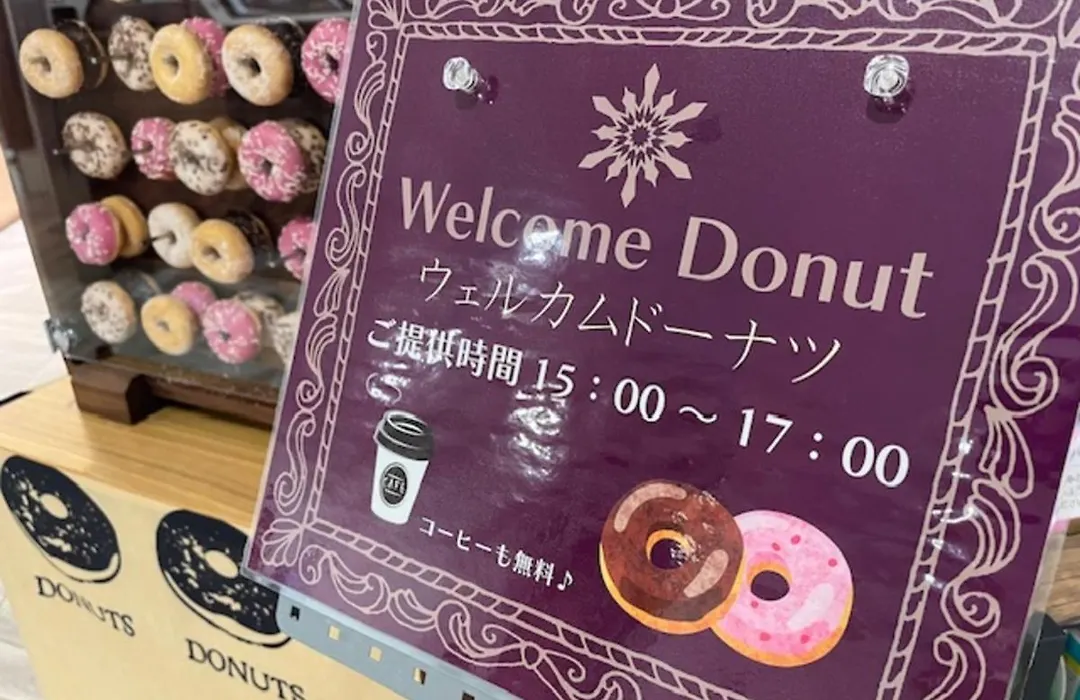 Welcome Donut
ウェルカムドーナツ
ご提供時間 15：00 ～ 17：00
コーヒーも無料♪
CAFE
DONUTS
DONUTS